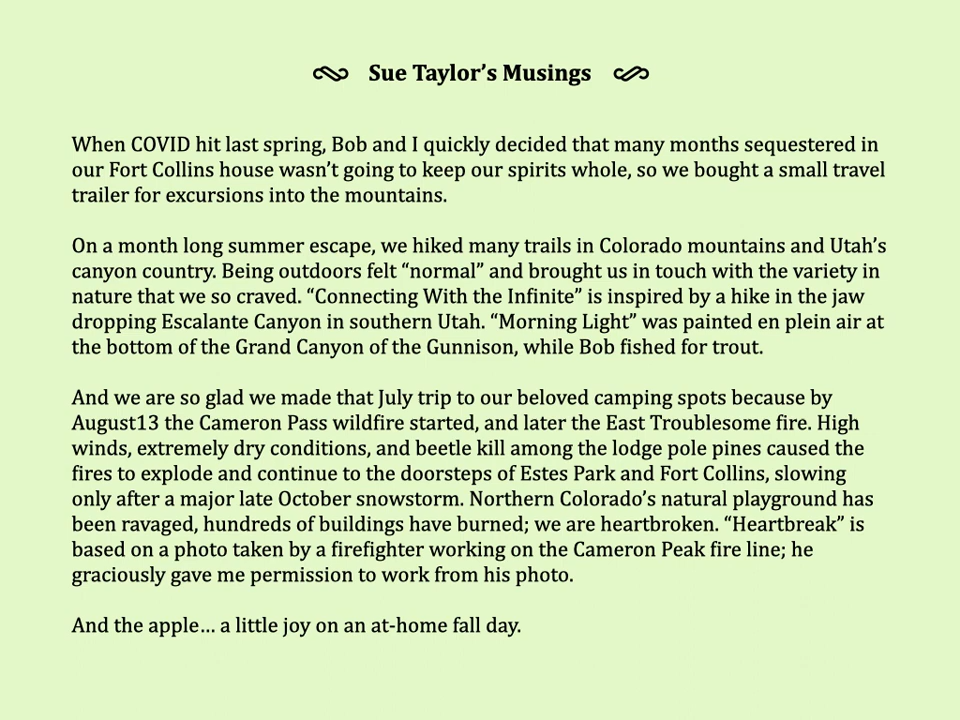 Sue Taylor’s Musings
When COVID hit last spring, Bob and I quickly decided that many months sequestered in
our Fort Collins house wasn’t going to keep our spirits whole, so we bought a small travel
trailer for excursions into the mountains.
On a month long summer escape, we hiked many trails in Colorado mountains and Utah’s
canyon country. Being outdoors felt “normal” and brought us in touch with the variety in
nature that we so craved. “Connecting With the Infinite” is inspired by a hike in the jaw
dropping Escalante Canyon in southern Utah. “Morning Light” was painted en plein air at
the bottom of the Grand Canyon of the Gunnison, while Bob fished for trout.
And we are so glad we made that July trip to our beloved camping spots because by
August13 the Cameron Pass wildfire started, and later the East Troublesome fire. High
winds, extremely dry conditions, and beetle kill among the lodge pole pines caused the
fires to explode and continue to the doorsteps of Estes Park and Fort Collins, slowing
only after a major late October snowstorm. Northern Colorado’s natural playground has
been ravaged, hundreds of buildings have burned; we are heartbroken. “Heartbreak” is
based on a photo taken by a firefighter working on the Cameron Peak fire line; he
graciously gave me permission to work from his photo.
And the apple… a little joy on an at-home fall day.